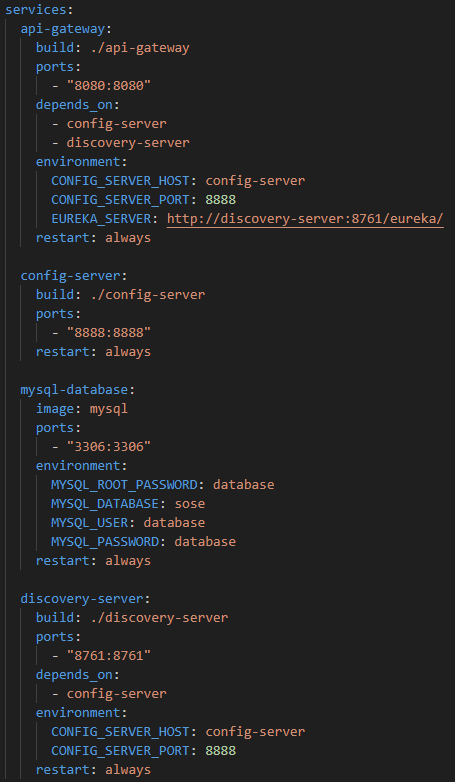 services:
  api-gateway:
    build: ./api-gateway
    ports:
      - "8080:8080"
    depends_on:
      - config-server
      - discovery-server
    environment:
      CONFIG_SERVER_HOST: config-server
      CONFIG_SERVER_PORT: 8888
      EUREKA_SERVER: http://discovery-server:8761/eureka/
    restart: always

  config-server:
    build: ./config-server
    ports:
      - "8888:8888"
    restart: always

  mysql-database:
    image: mysql
    ports:
      - "3306:3306"
    environment:
      MYSQL_ROOT_PASSWORD: database
      MYSQL_DATABASE: sose
      MYSQL_USER: database
      MYSQL_PASSWORD: database
    restart: always

  discovery-server:
    build: ./discovery-server
    ports:
      - "8761:8761"
    depends_on:
      - config-server
    environment:
      CONFIG_SERVER_HOST: config-server
      CONFIG_SERVER_PORT: 8888
    restart: always